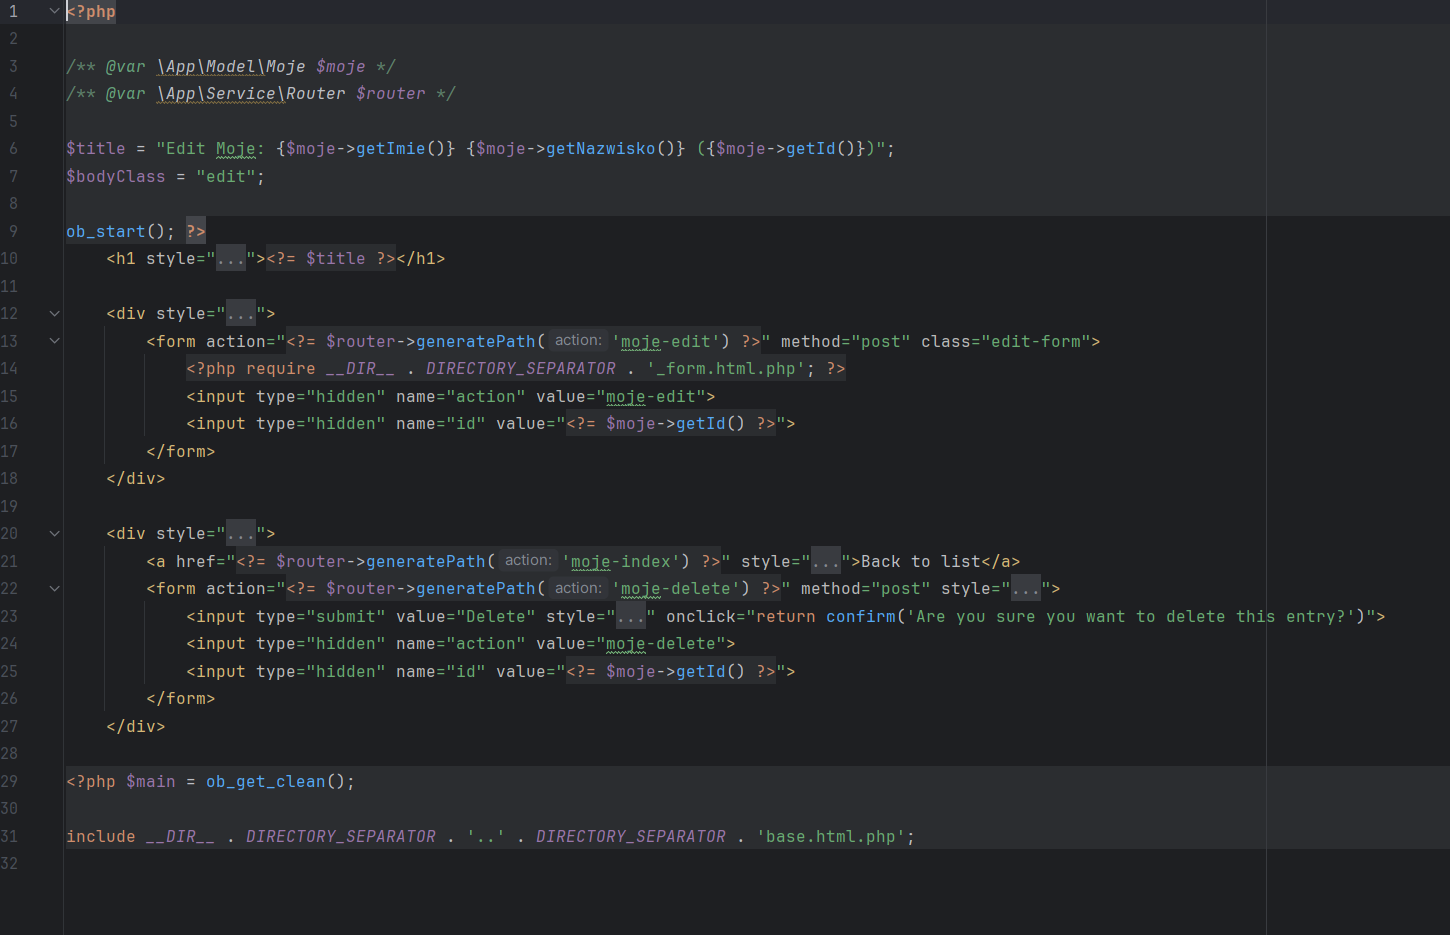 1 <?php
2
3 /** @var \App\Model\Moje $moje */
4 /** @var \App\Service\Router $router */
5
6 $title = "Edit Moje: {$moje->getImie()} {$moje->getNazwisko()} ({$moje->getId()})";
7 $bodyClass = "edit";
8
9 ob_start(); ?>
10     <h1 style="..."><?= $title ?></h1>
11
12     <div style="...">
13         <form action="<?= $router->generatePath( action: 'moje-edit') ?>" method="post" class="edit-form">
14             <?php require __DIR__ . DIRECTORY_SEPARATOR . '_form.html.php'; ?>
15             <input type="hidden" name="action" value="moje-edit">
16             <input type="hidden" name="id" value="<?= $moje->getId() ?>">
17         </form>
18     </div>
19
20     <div style="...">
21         <a href="<?= $router->generatePath( action: 'moje-index') ?>" style="...">Back to list</a>
22         <form action="<?= $router->generatePath( action: 'moje-delete') ?>" method="post" style="...">
23             <input type="submit" value="Delete" style="..." onclick="return confirm('Are you sure you want to delete this entry?')">
24             <input type="hidden" name="action" value="moje-delete">
25             <input type="hidden" name="id" value="<?= $moje->getId() ?>">
26         </form>
27     </div>
28
29 <?php $main = ob_get_clean();
30
31 include __DIR__ . DIRECTORY_SEPARATOR . '..' . DIRECTORY_SEPARATOR . 'base.html.php';
32